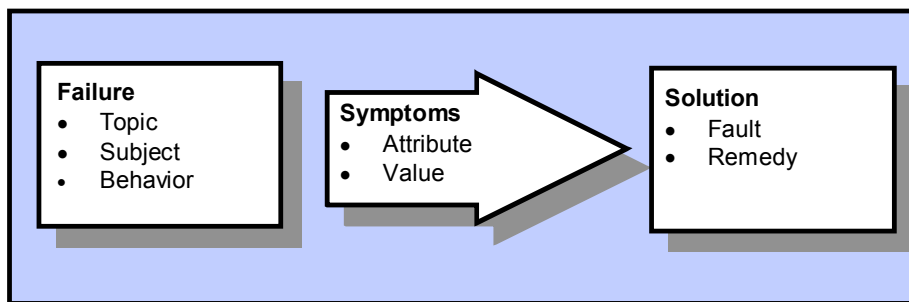 Failure
• Topic
• Subject
• Behavior
Symptoms
• Attribute
• Value
Solution
• Fault
• Remedy